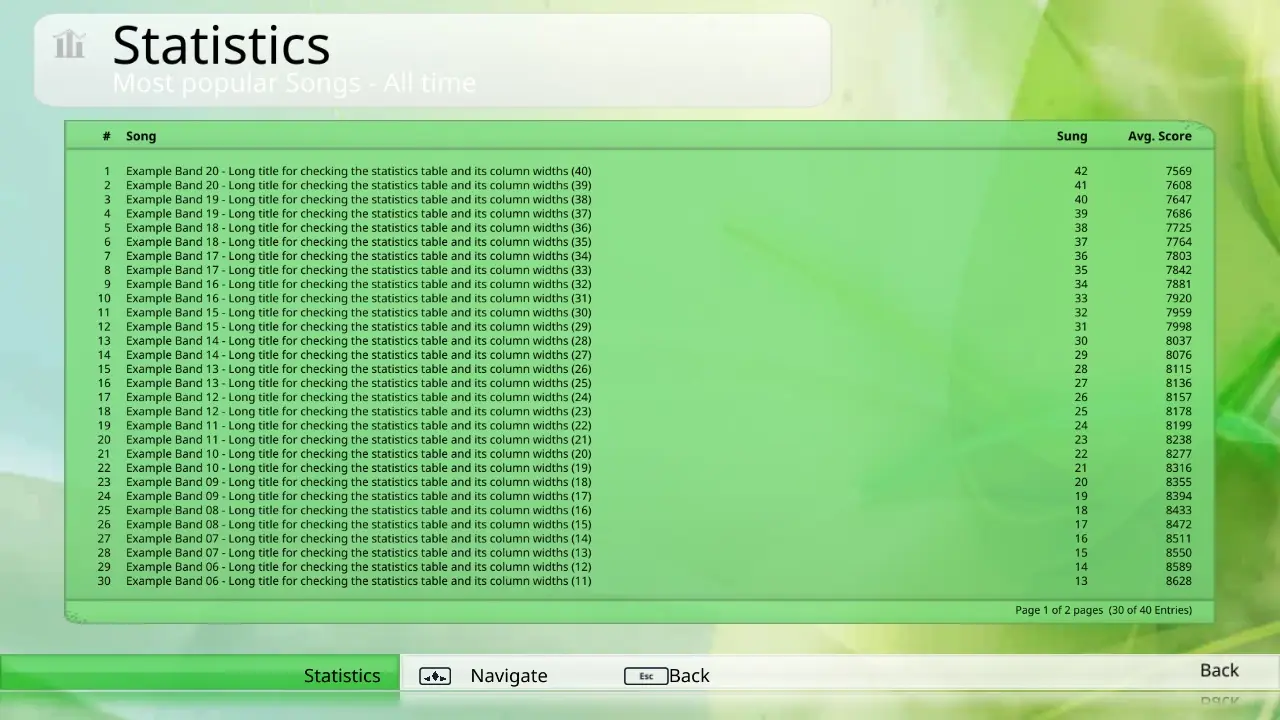 Statistics
Most popular Songs - All time
# Song Sung Avg. Score
1 Example Band 20 - Long title for checking the statistics table and its column widths (40) 42 7569
2 Example Band 20 - Long title for checking the statistics table and its column widths (39) 41 7608
3 Example Band 19 - Long title for checking the statistics table and its column widths (38) 40 7647
4 Example Band 19 - Long title for checking the statistics table and its column widths (37) 39 7686
5 Example Band 18 - Long title for checking the statistics table and its column widths (36) 38 7725
6 Example Band 18 - Long title for checking the statistics table and its column widths (35) 37 7764
7 Example Band 17 - Long title for checking the statistics table and its column widths (34) 36 7803
8 Example Band 17 - Long title for checking the statistics table and its column widths (33) 35 7842
9 Example Band 16 - Long title for checking the statistics table and its column widths (32) 34 7881
10 Example Band 16 - Long title for checking the statistics table and its column widths (31) 33 7920
11 Example Band 15 - Long title for checking the statistics table and its column widths (30) 32 7959
12 Example Band 15 - Long title for checking the statistics table and its column widths (29) 31 7998
13 Example Band 14 - Long title for checking the statistics table and its column widths (28) 30 8037
14 Example Band 14 - Long title for checking the statistics table and its column widths (27) 29 8076
15 Example Band 13 - Long title for checking the statistics table and its column widths (26) 28 8115
16 Example Band 13 - Long title for checking the statistics table and its column widths (25) 27 8136
17 Example Band 12 - Long title for checking the statistics table and its column widths (24) 26 8157
18 Example Band 12 - Long title for checking the statistics table and its column widths (23) 25 8178
19 Example Band 11 - Long title for checking the statistics table and its column widths (22) 24 8199
20 Example Band 11 - Long title for checking the statistics table and its column widths (21) 23 8238
21 Example Band 10 - Long title for checking the statistics table and its column widths (20) 22 8277
22 Example Band 10 - Long title for checking the statistics table and its column widths (19) 21 8316
23 Example Band 09 - Long title for checking the statistics table and its column widths (18) 20 8355
24 Example Band 09 - Long title for checking the statistics table and its column widths (17) 19 8394
25 Example Band 08 - Long title for checking the statistics table and its column widths (16) 18 8433
26 Example Band 08 - Long title for checking the statistics table and its column widths (15) 17 8472
27 Example Band 07 - Long title for checking the statistics table and its column widths (14) 16 8511
28 Example Band 07 - Long title for checking the statistics table and its column widths (13) 15 8550
29 Example Band 06 - Long title for checking the statistics table and its column widths (12) 14 8589
30 Example Band 06 - Long title for checking the statistics table and its column widths (11) 13 8628
Page 1 of 2 pages (30 of 40 Entries)
Statistics Navigate Esc Back Back